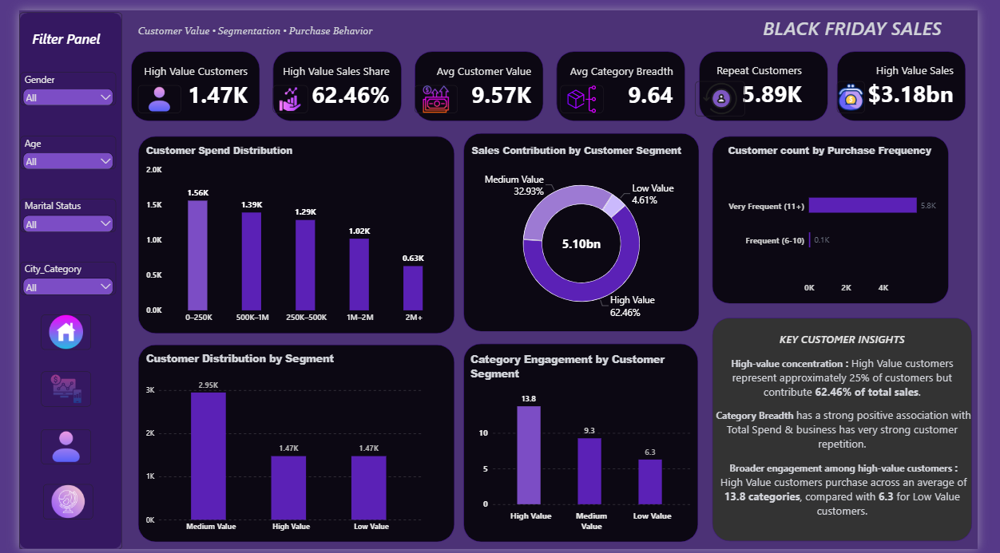 Filter Panel
Customer Value • Segmentation • Purchase Behavior
BLACK FRIDAY SALES
Gender
All
Age
All
Marital Status
All
City_Category
All
High Value Customers
1.47K
High Value Sales Share
62.46%
Avg Customer Value
9.57K
Avg Category Breadth
9.64
Repeat Customers
5.89K
High Value Sales
$3.18bn
Customer Spend Distribution
2.0K
1.5K
1.0K
0.5K
0.0K
1.56K
1.39K
1.29K
1.02K
0.63K
0–250K
500K–1M
250K–500K
1M–2M
2M+
Sales Contribution by Customer Segment
Medium Value
32.93%
Low Value
4.61%
5.10bn
High Value
62.46%
Customer count by Purchase Frequency
Very Frequent (11+)
5.8K
Frequent (6-10)
0.1K
0K
2K
4K
Customer Distribution by Segment
3K
2K
1K
0K
2.95K
1.47K
1.47K
Medium Value
High Value
Low Value
Category Engagement by Customer
Segment
10
5
0
13.8
9.3
6.3
High Value
Medium
Value
Low Value
KEY CUSTOMER INSIGHTS
High-value concentration : High Value customers
represent approximately 25% of customers but
contribute 62.46% of total sales.
Category Breadth has a strong positive association with
Total Spend & business has very strong customer
repetition.
Broader engagement among high-value customers :
High Value customers purchase across an average of
13.8 categories, compared with 6.3 for Low Value
customers.